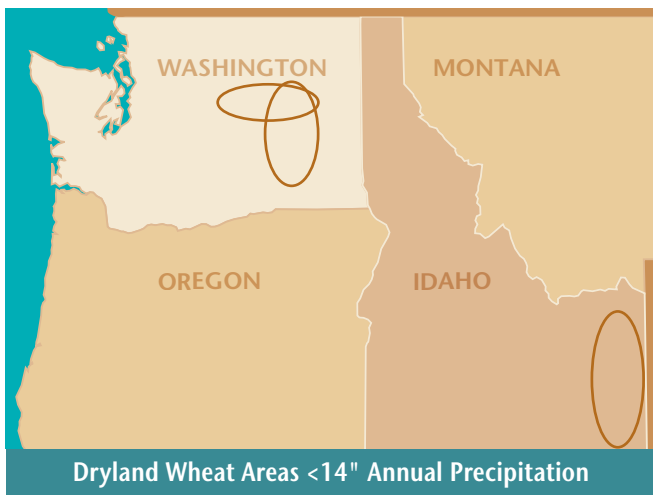 WASHINGTON
MONTANA
OREGON
IDAHO
Dryland Wheat Areas <14" Annual Precipitation